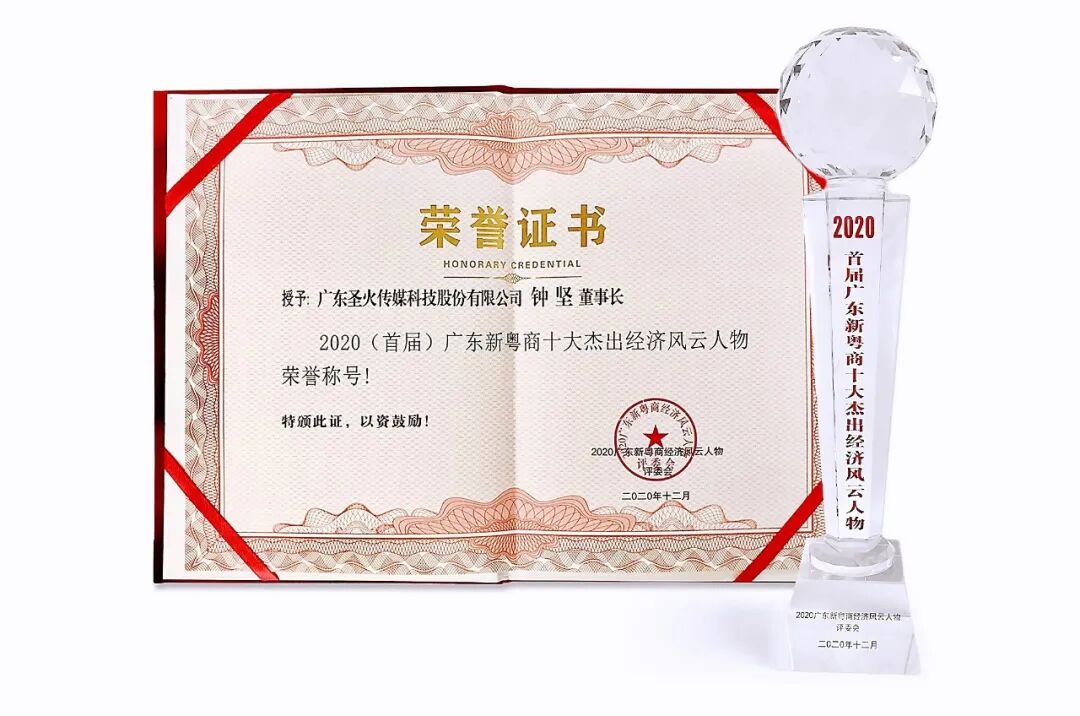 荣誉证书
HONORARY CREDENTIAL
授予: 广东圣火传媒科技股份有限公司 钟 坚 董事长
2020（首届）广东新粤商十大杰出经济风云人物
荣誉称号!
特颁此证，以资鼓励!
2020广东新粤商经济风云人物
评委会
二〇二〇年十二月
评委会
2020
首届广东新粤商十大杰出经济风云人物
2020广东新粤商经济风云人物
评委会
二〇二〇年十二月